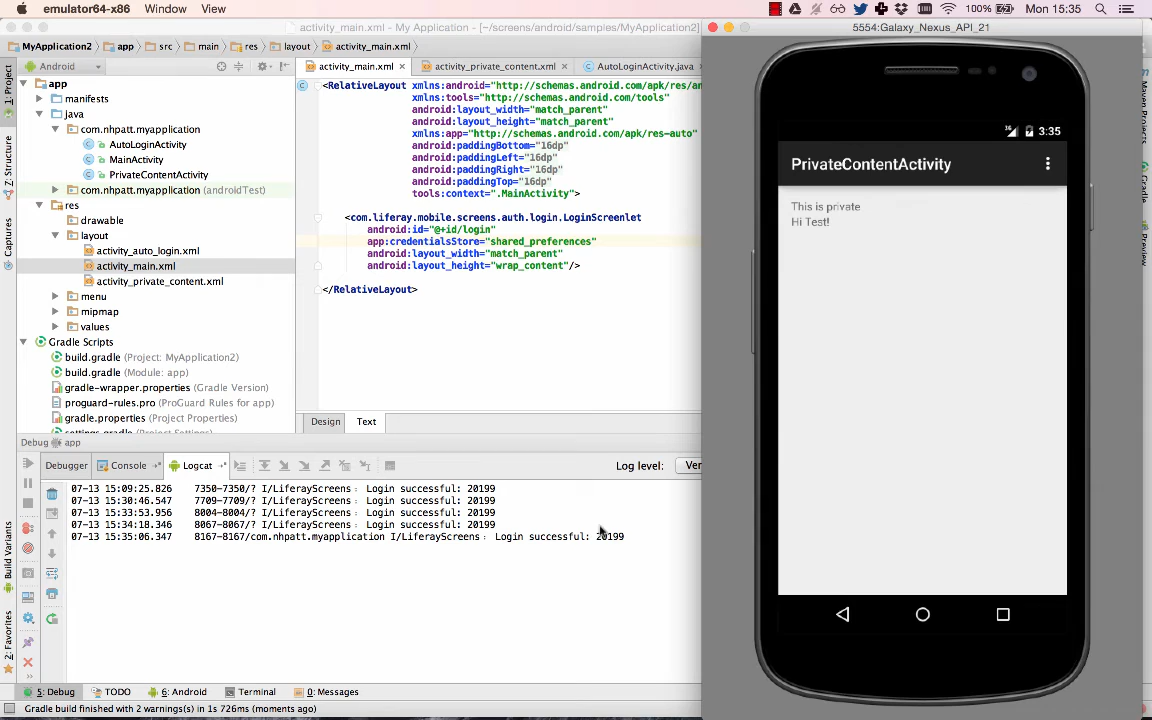 emulator64-x86 Window View 100% Mon 15:35
activity_main.xml - My Application - [~/screens/android/samples/MyApplication2]
5554:Galaxy_Nexus_API_21
MyApplication2 app src main res layout activity_main.xml
Android
activity_main.xml activity_private_content.xml AutoLoginActivity.java
1: Project
Z: Structure
Captures
Build Variants
2: Favorites
app
manifests
java
com.nhpatt.myapplication
AutoLoginActivity
MainActivity
PrivateContentActivity
com.nhpatt.myapplication (androidTest)
res
drawable
layout
activity_auto_login.xml
activity_main.xml
activity_private_content.xml
menu
mipmap
values
Gradle Scripts
build.gradle (Project: MyApplication2)
build.gradle (Module: app)
gradle-wrapper.properties (Gradle Version)
proguard-rules.pro (ProGuard Rules for app)
gradle.properties (Project Properties)
<RelativeLayout xmlns:android="http://schemas.android.com/apk/res/an
xmlns:tools="http://schemas.android.com/tools"
android:layout_width="match_parent"
android:layout_height="match_parent"
xmlns:app="http://schemas.android.com/apk/res-auto"
android:paddingBottom="16dp"
android:paddingLeft="16dp"
android:paddingRight="16dp"
android:paddingTop="16dp"
tools:context=".MainActivity">
<com.liferay.mobile.screens.auth.login.LoginScreenlet
android:id="@+id/login"
app:credentialsStore="shared_preferences"
android:layout_width="match_parent"
android:layout_height="wrap_content"/>
</RelativeLayout>
Design Text
Debug app
Debugger Console Logcat Log level: Ver
07-13 15:09:25.826 7350-7350/? I/LiferayScreens﹕ Login successful: 20199
07-13 15:30:46.547 7709-7709/? I/LiferayScreens﹕ Login successful: 20199
07-13 15:33:53.956 8004-8004/? I/LiferayScreens﹕ Login successful: 20199
07-13 15:34:18.346 8067-8067/? I/LiferayScreens﹕ Login successful: 20199
07-13 15:35:06.347 8167-8167/com.nhpatt.myapplication I/LiferayScreens﹕ Login successful: 20199
5: Debug TODO 6: Android Terminal 0: Messages
Gradle build finished with 2 warning(s) in 1s 726ms (moments ago)
3:35
PrivateContentActivity
This is private
Hi Test!
Maven Projects
Gradle
Preview